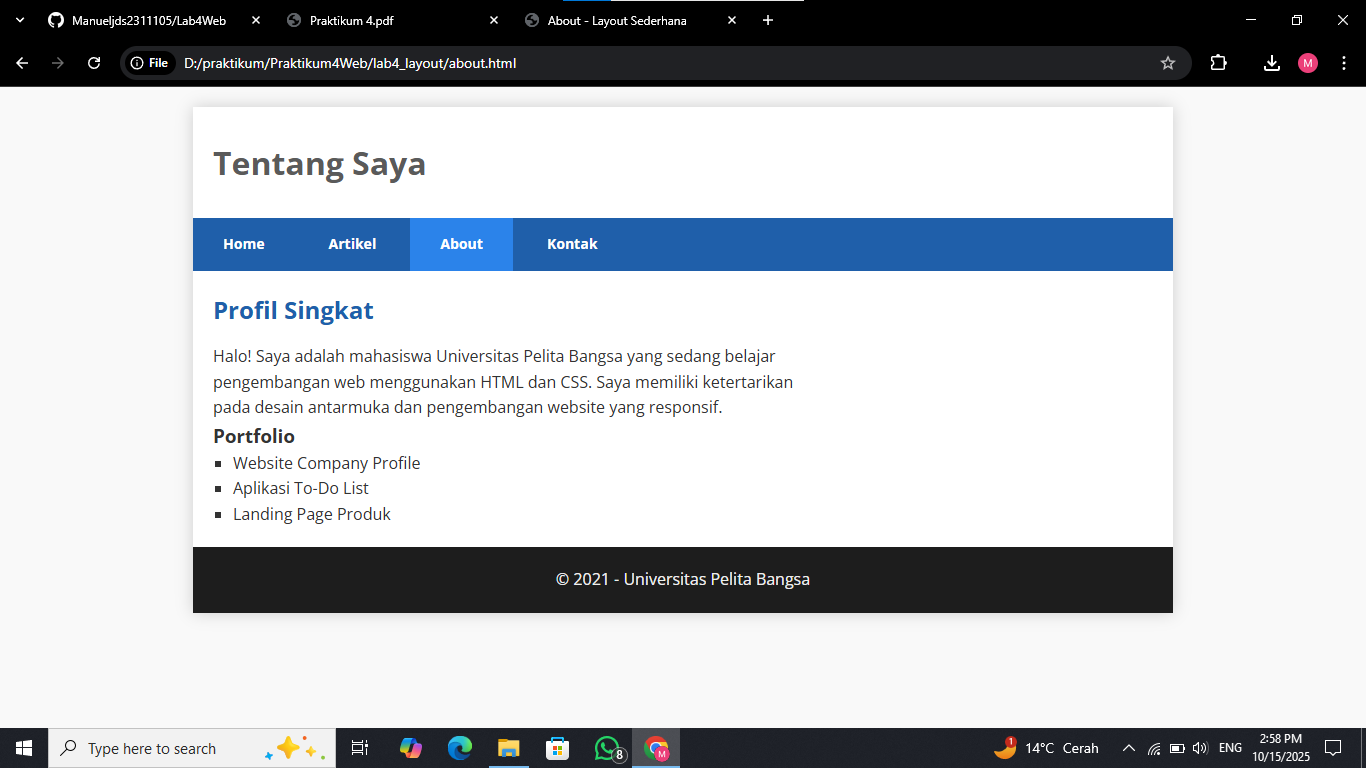 Manueljds2311105/Lab4Web
Praktikum 4.pdf
About - Layout Sederhana
File
D:/praktikum/Praktikum4Web/lab4_layout/about.html
M
Tentang Saya
Home
Artikel
About
Kontak
Profil Singkat
Halo! Saya adalah mahasiswa Universitas Pelita Bangsa yang sedang belajar
pengembangan web menggunakan HTML dan CSS. Saya memiliki ketertarikan
pada desain antarmuka dan pengembangan website yang responsif.
Portfolio
Website Company Profile
Aplikasi To-Do List
Landing Page Produk
© 2021 - Universitas Pelita Bangsa
Type here to search
8
M
1
14°C Cerah
ENG
2:58 PM
10/15/2025